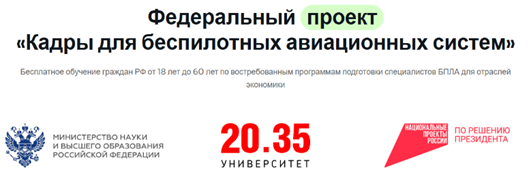 Федеральный проект
«Кадры для беспилотных авиационных систем»
Бесплатное обучение граждан РФ от 18 лет до 60 лет по востребованным программам подготовки специалистов БПЛА для отраслей
экономики
МИНИСТЕРСТВО НАУКИ
И ВЫСШЕГО ОБРАЗОВАНИЯ
РОССИЙСКОЙ ФЕДЕРАЦИИ
20.35
УНИВЕРСИТЕТ
НАЦИОНАЛЬНЫЕ
ПРОЕКТЫ
РОССИИ
ПО РЕШЕНИЮ
ПРЕЗИДЕНТА